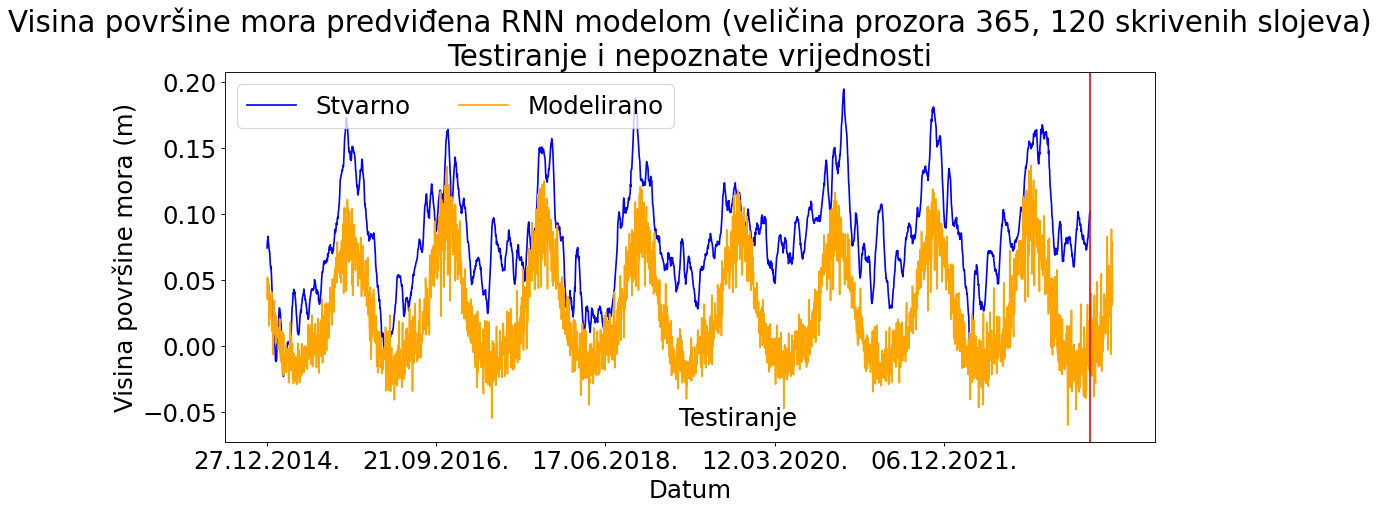 Visina površine mora predviđena RNN modelom (veličina prozora 365, 120 skrivenih slojeva)
Testiranje i nepoznate vrijednosti
Stvarno Modelirano
Visina površine mora (m)
0.20
0.15
0.10
0.05
0.00
−0.05
Testiranje
27.12.2014. 21.09.2016. 17.06.2018. 12.03.2020. 06.12.2021.
Datum